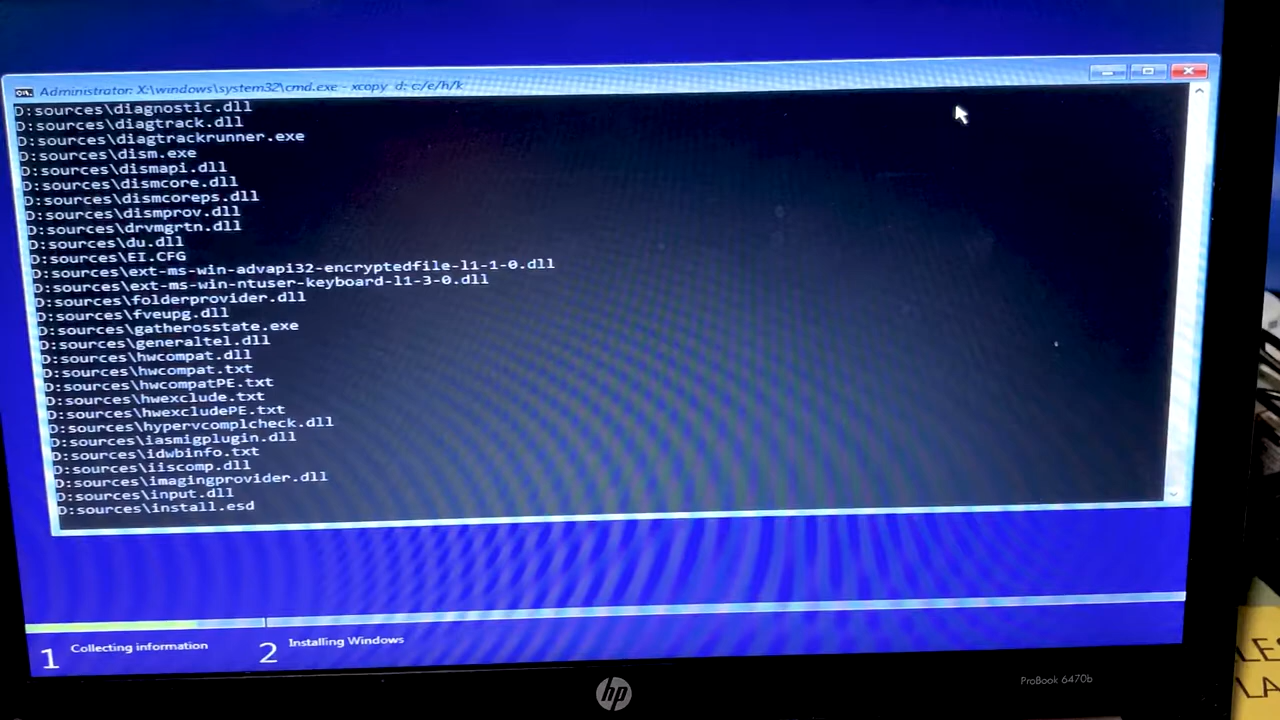 Administrator: X:\windows\system32\cmd.exe - xcopy d: c:/e/h/k
D:sources\diagnostic.dll
D:sources\diagtrack.dll
D:sources\diagtrackrunner.exe
D:sources\dism.exe
D:sources\dismapi.dll
D:sources\dismcore.dll
D:sources\dismcoreps.dll
D:sources\dismprov.dll
D:sources\drvmgrtn.dll
D:sources\du.dll
D:sources\EI.CFG
D:sources\ext-ms-win-advapi32-encryptedfile-l1-1-0.dll
D:sources\ext-ms-win-ntuser-keyboard-l1-3-0.dll
D:sources\folderprovider.dll
D:sources\fveupg.dll
D:sources\gatherosstate.exe
D:sources\generaltel.dll
D:sources\hwcompat.dll
D:sources\hwcompat.txt
D:sources\hwcompatPE.txt
D:sources\hwexclude.txt
D:sources\hwexcludePE.txt
D:sources\hypervcomplcheck.dll
D:sources\iasmigplugin.dll
D:sources\idwbinfo.txt
D:sources\iiscomp.dll
D:sources\imagingprovider.dll
D:sources\input.dll
D:sources\install.esd
1 Collecting information
2 Installing Windows
hp
ProBook 6470b